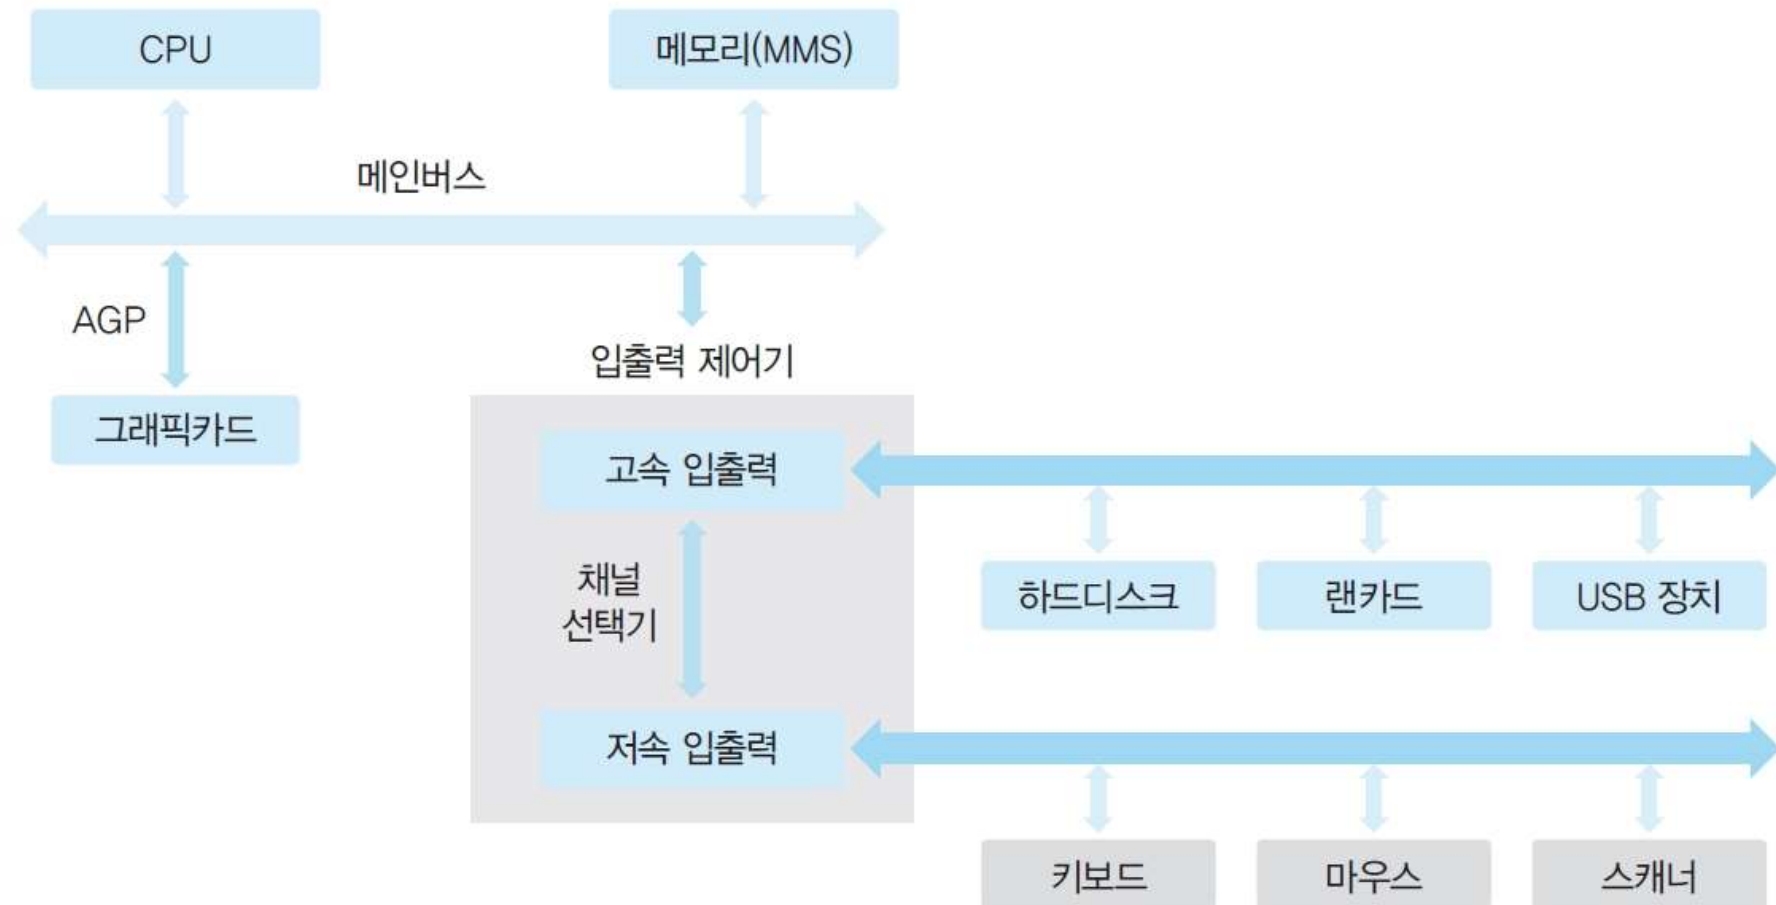 CPU
메모리(MMS)
메인버스
AGP
입출력 제어기
그래픽카드
고속 입출력
채널
선택기
하드디스크
랜카드
USB 장치
저속 입출력
키보드
마우스
스캐너